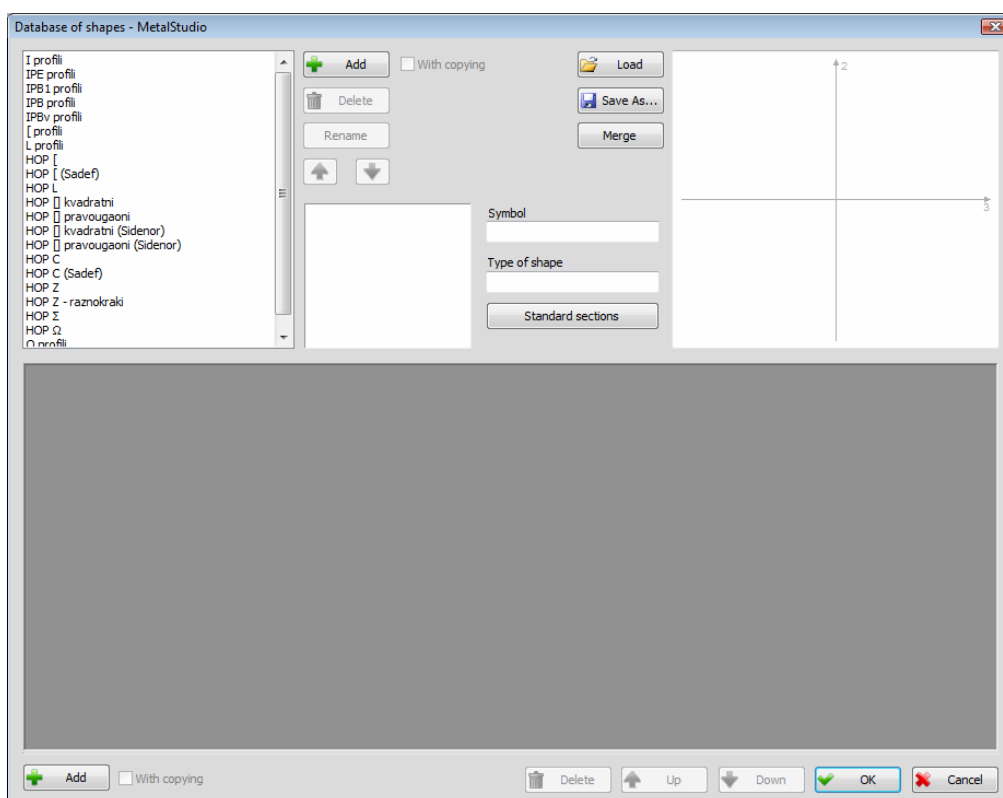 Database of shapes - MetalStudio
I profili
IPE profili
IPB1 profili
IPB profili
IPBv profili
[ profili
L profili
HOP [
HOP [ (Sadef)
HOP L
HOP [] kvadratni
HOP [] pravougaoni
HOP [] kvadratni (Sidenor)
HOP [] pravougaoni (Sidenor)
HOP C
HOP C (Sadef)
HOP Z
HOP Z - raznokraki
HOP Σ
HOP Ω
O profili
Add
With copying
Delete
Rename
Load
Save As...
Merge
Symbol
Type of shape
Standard sections
2
3
Add
With copying
Delete
Up
Down
OK
Cancel